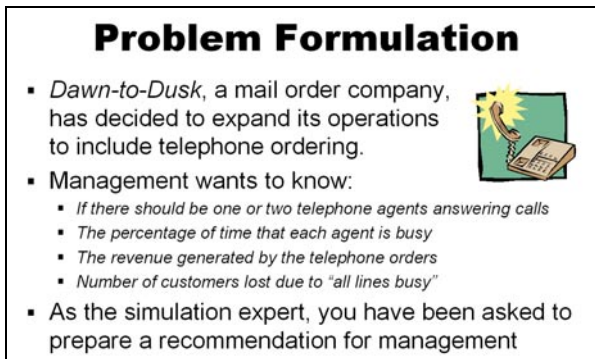 Problem Formulation
▪ Dawn-to-Dusk, a mail order company,
has decided to expand its operations
to include telephone ordering.
▪ Management wants to know:
▪ If there should be one or two telephone agents answering calls
▪ The percentage of time that each agent is busy
▪ The revenue generated by the telephone orders
▪ Number of customers lost due to “all lines busy”
▪ As the simulation expert, you have been asked to
prepare a recommendation for management